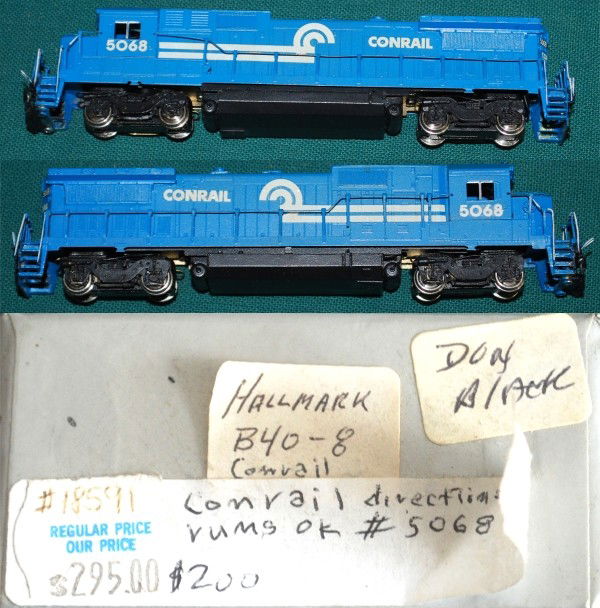 5068 CONRAIL
CONRAIL 5068
HALLMARK
B40-8
Conrail
DON
BLACK
#18591
Conrail direction
runs OK #5068
REGULAR PRICE
OUR PRICE
$295.00 $200